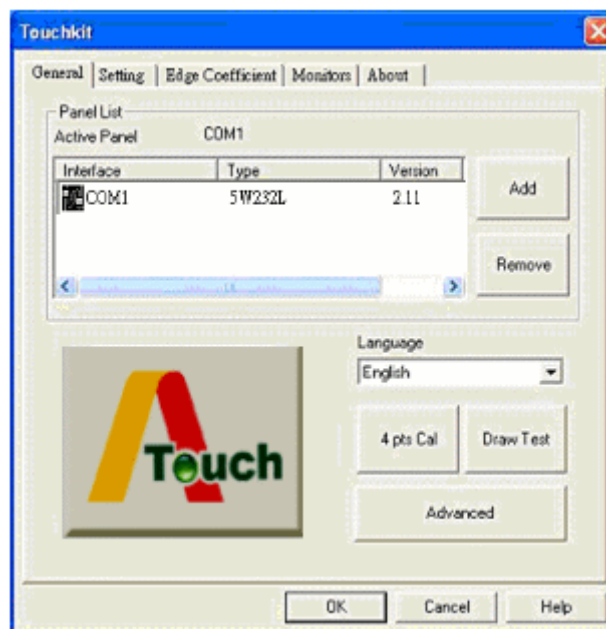 Touchkit
General Setting Edge Coefficient Monitors About
Panel List
Active Panel COM1
Interface Type Version
COM1 5W232L 2.11
Add
Remove
Language
English
Touch
4 pts Cal Draw Test
Advanced
OK Cancel Help